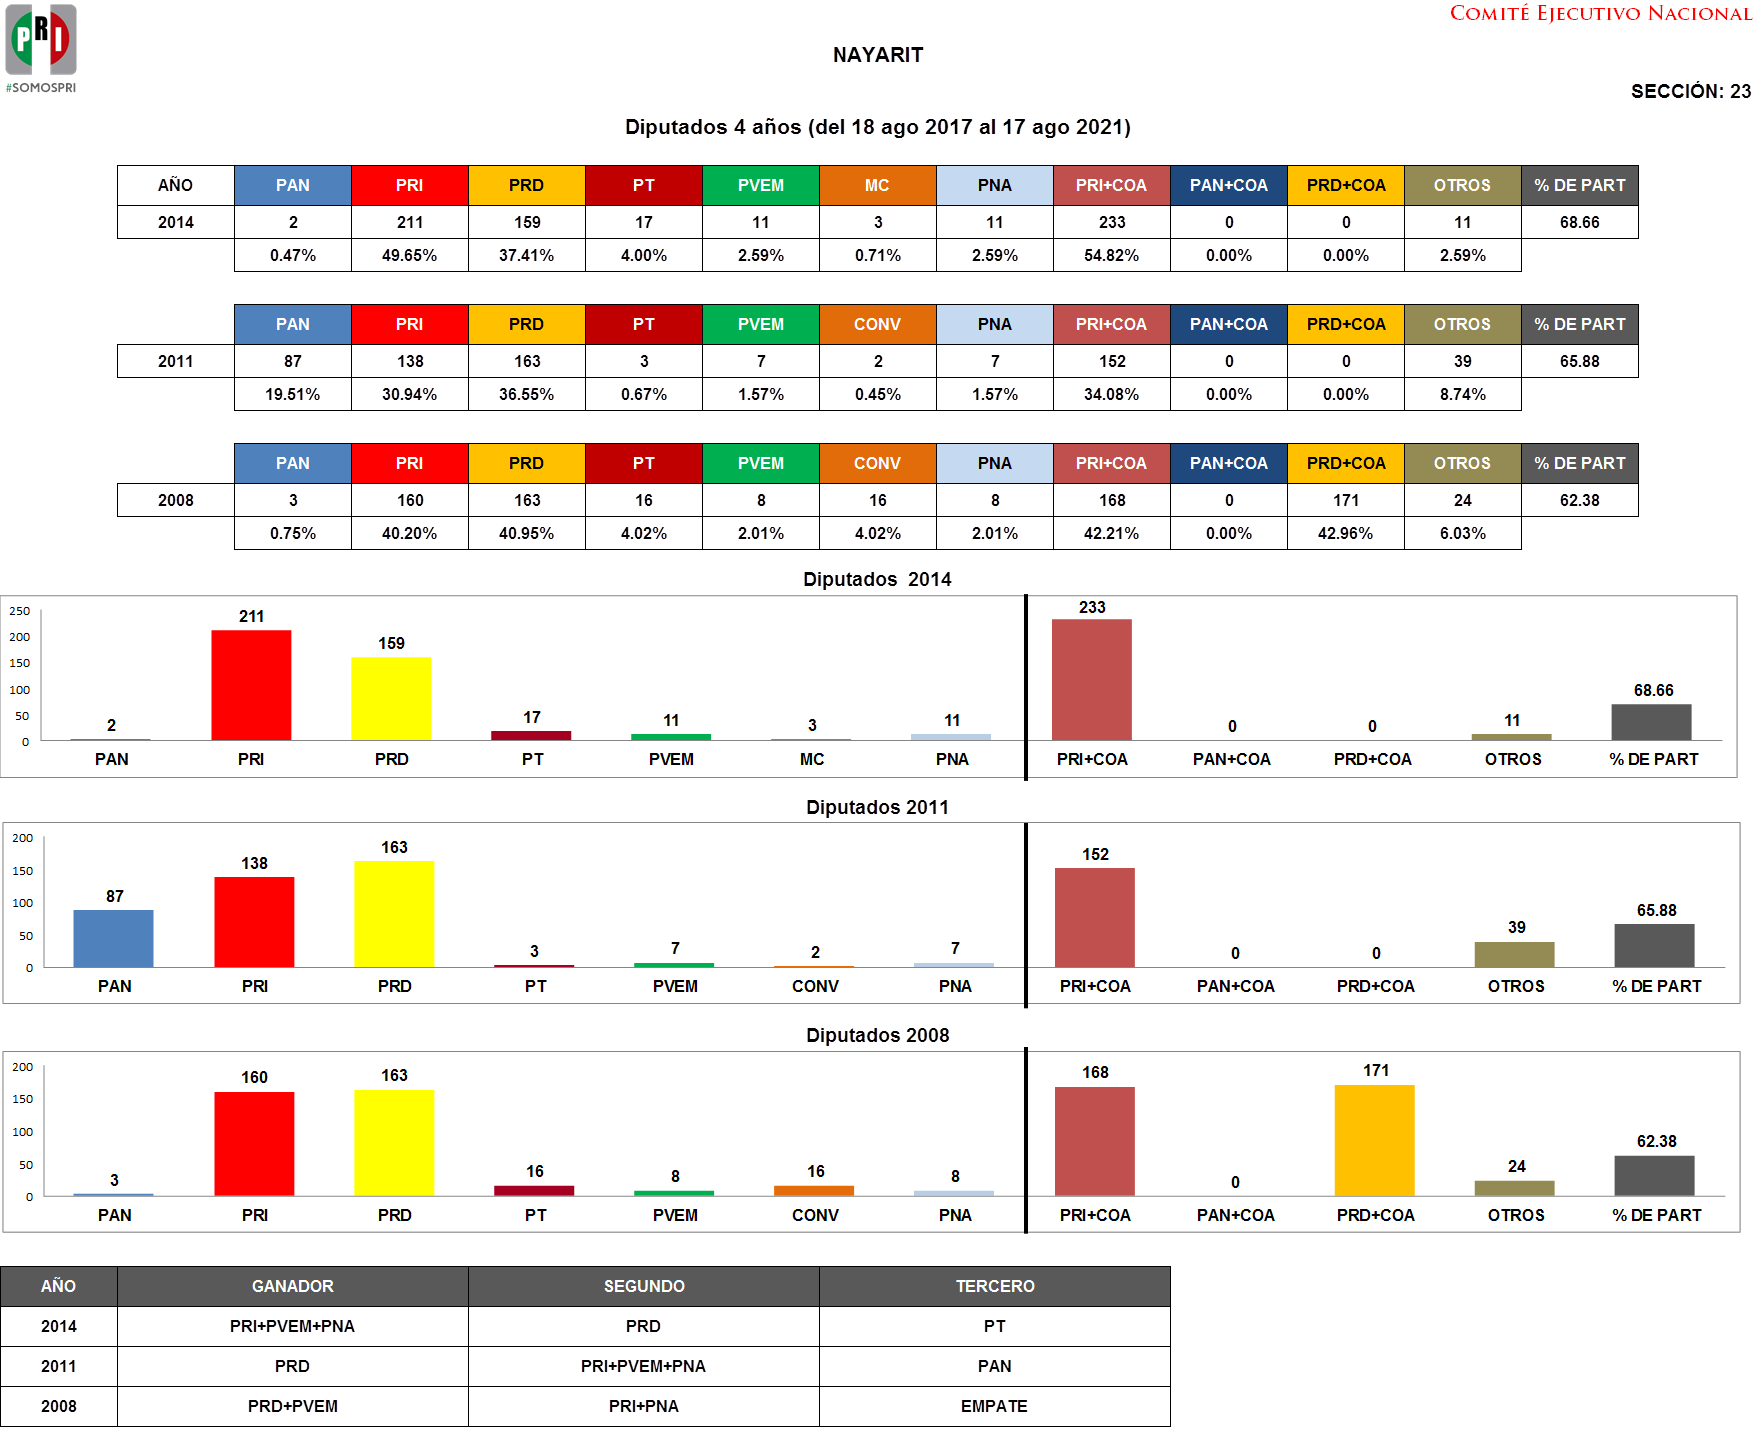 PRI
#SOMOSPRI
COMITÉ EJECUTIVO NACIONAL
NAYARIT
SECCIÓN: 23
Diputados 4 años (del 18 ago 2017 al 17 ago 2021)
AÑO PAN PRI PRD PT PVEM MC PNA PRI+COA PAN+COA PRD+COA OTROS % DE PART
2014 2 211 159 17 11 3 11 233 0 0 11 68.66
0.47% 49.65% 37.41% 4.00% 2.59% 0.71% 2.59% 54.82% 0.00% 0.00% 2.59%
PAN PRI PRD PT PVEM CONV PNA PRI+COA PAN+COA PRD+COA OTROS % DE PART
2011 87 138 163 3 7 2 7 152 0 0 39 65.88
19.51% 30.94% 36.55% 0.67% 1.57% 0.45% 1.57% 34.08% 0.00% 0.00% 8.74%
PAN PRI PRD PT PVEM CONV PNA PRI+COA PAN+COA PRD+COA OTROS % DE PART
2008 3 160 163 16 8 16 8 168 0 171 24 62.38
0.75% 40.20% 40.95% 4.02% 2.01% 4.02% 2.01% 42.21% 0.00% 42.96% 6.03%
Diputados 2014
250
200
150
100
50
0
2 211 159 17 11 3 11 233 0 0 11 68.66
PAN PRI PRD PT PVEM MC PNA PRI+COA PAN+COA PRD+COA OTROS % DE PART
Diputados 2011
200
150
100
50
0
87 138 163 3 7 2 7 152 0 0 39 65.88
PAN PRI PRD PT PVEM CONV PNA PRI+COA PAN+COA PRD+COA OTROS % DE PART
Diputados 2008
200
150
100
50
0
3 160 163 16 8 16 8 168 0 171 24 62.38
PAN PRI PRD PT PVEM CONV PNA PRI+COA PAN+COA PRD+COA OTROS % DE PART
AÑO GANADOR SEGUNDO TERCERO
2014 PRI+PVEM+PNA PRD PT
2011 PRD PRI+PVEM+PNA PAN
2008 PRD+PVEM PRI+PNA EMPATE